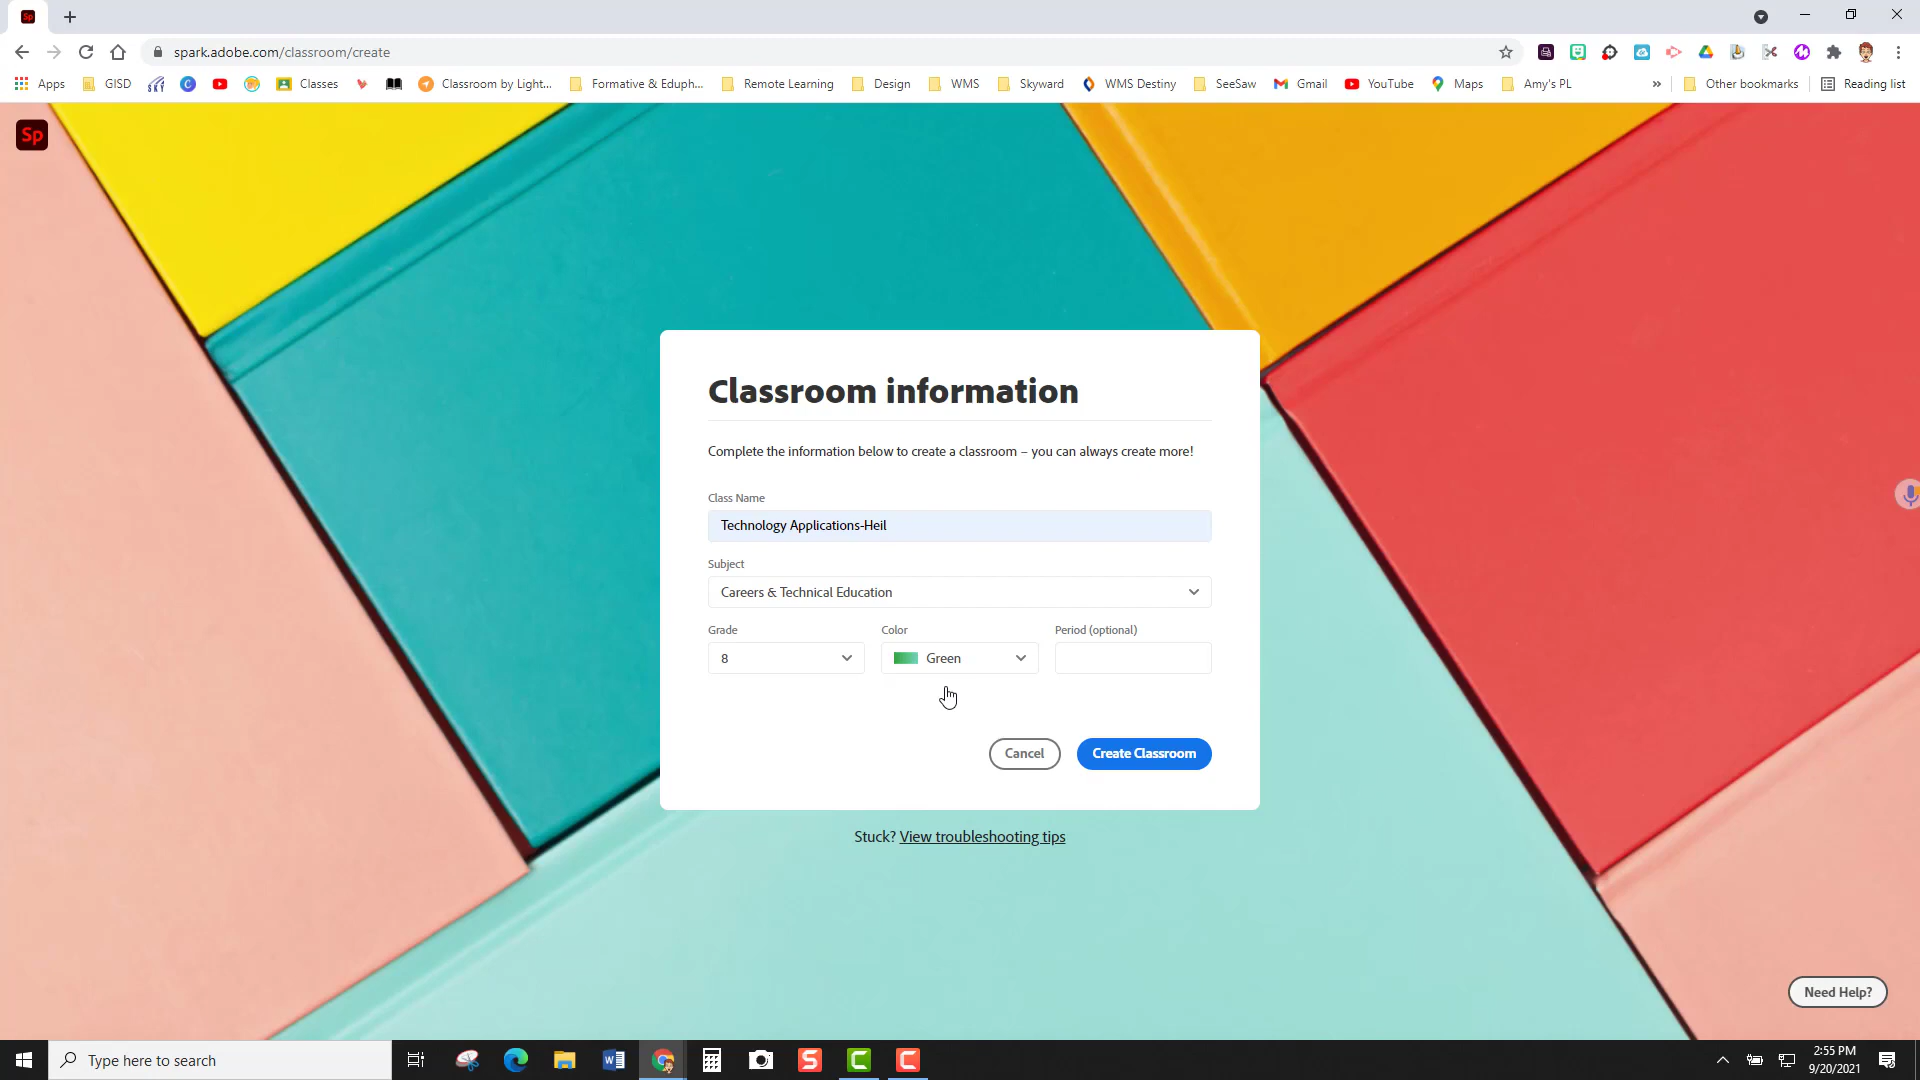 spark.adobe.com/classroom/create
Apps GISD Classes Classroom by Light... Formative & Eduph... Remote Learning Design WMS Skyward WMS Destiny SeeSaw Gmail YouTube Maps Amy's PL » Other bookmarks Reading list
Sp
Classroom information
Complete the information below to create a classroom – you can always create more!
Class Name
Technology Applications-Heil
Subject
Careers & Technical Education
Grade Color Period (optional)
8 Green
Cancel Create Classroom
Stuck? View troubleshooting tips
Need Help?
Type here to search
2:55 PM
9/20/2021